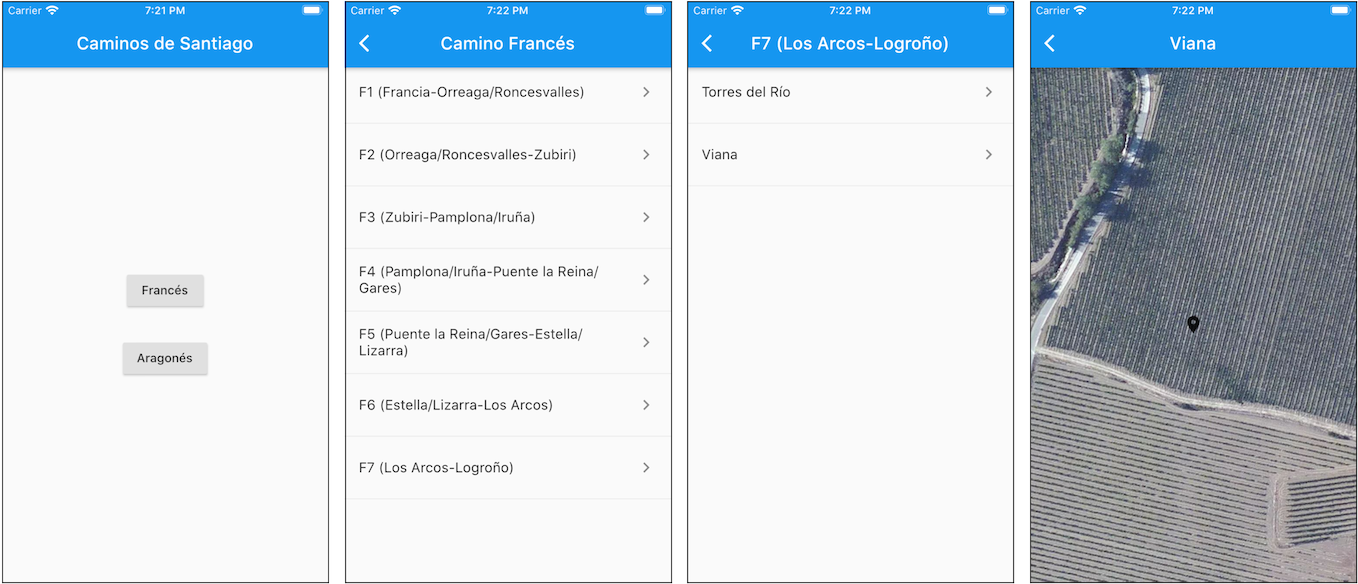 Carrier 7:21 PM
Caminos de Santiago
Francés
Aragonés
Carrier 7:22 PM
Camino Francés
F1 (Francia-Orreaga/Roncesvalles)
F2 (Orreaga/Roncesvalles-Zubiri)
F3 (Zubiri-Pamplona/Iruña)
F4 (Pamplona/Iruña-Puente la Reina/
Gares)
F5 (Puente la Reina/Gares-Estella/
Lizarra)
F6 (Estella/Lizarra-Los Arcos)
F7 (Los Arcos-Logroño)
Carrier 7:22 PM
F7 (Los Arcos-Logroño)
Torres del Río
Viana
Carrier 7:22 PM
Viana